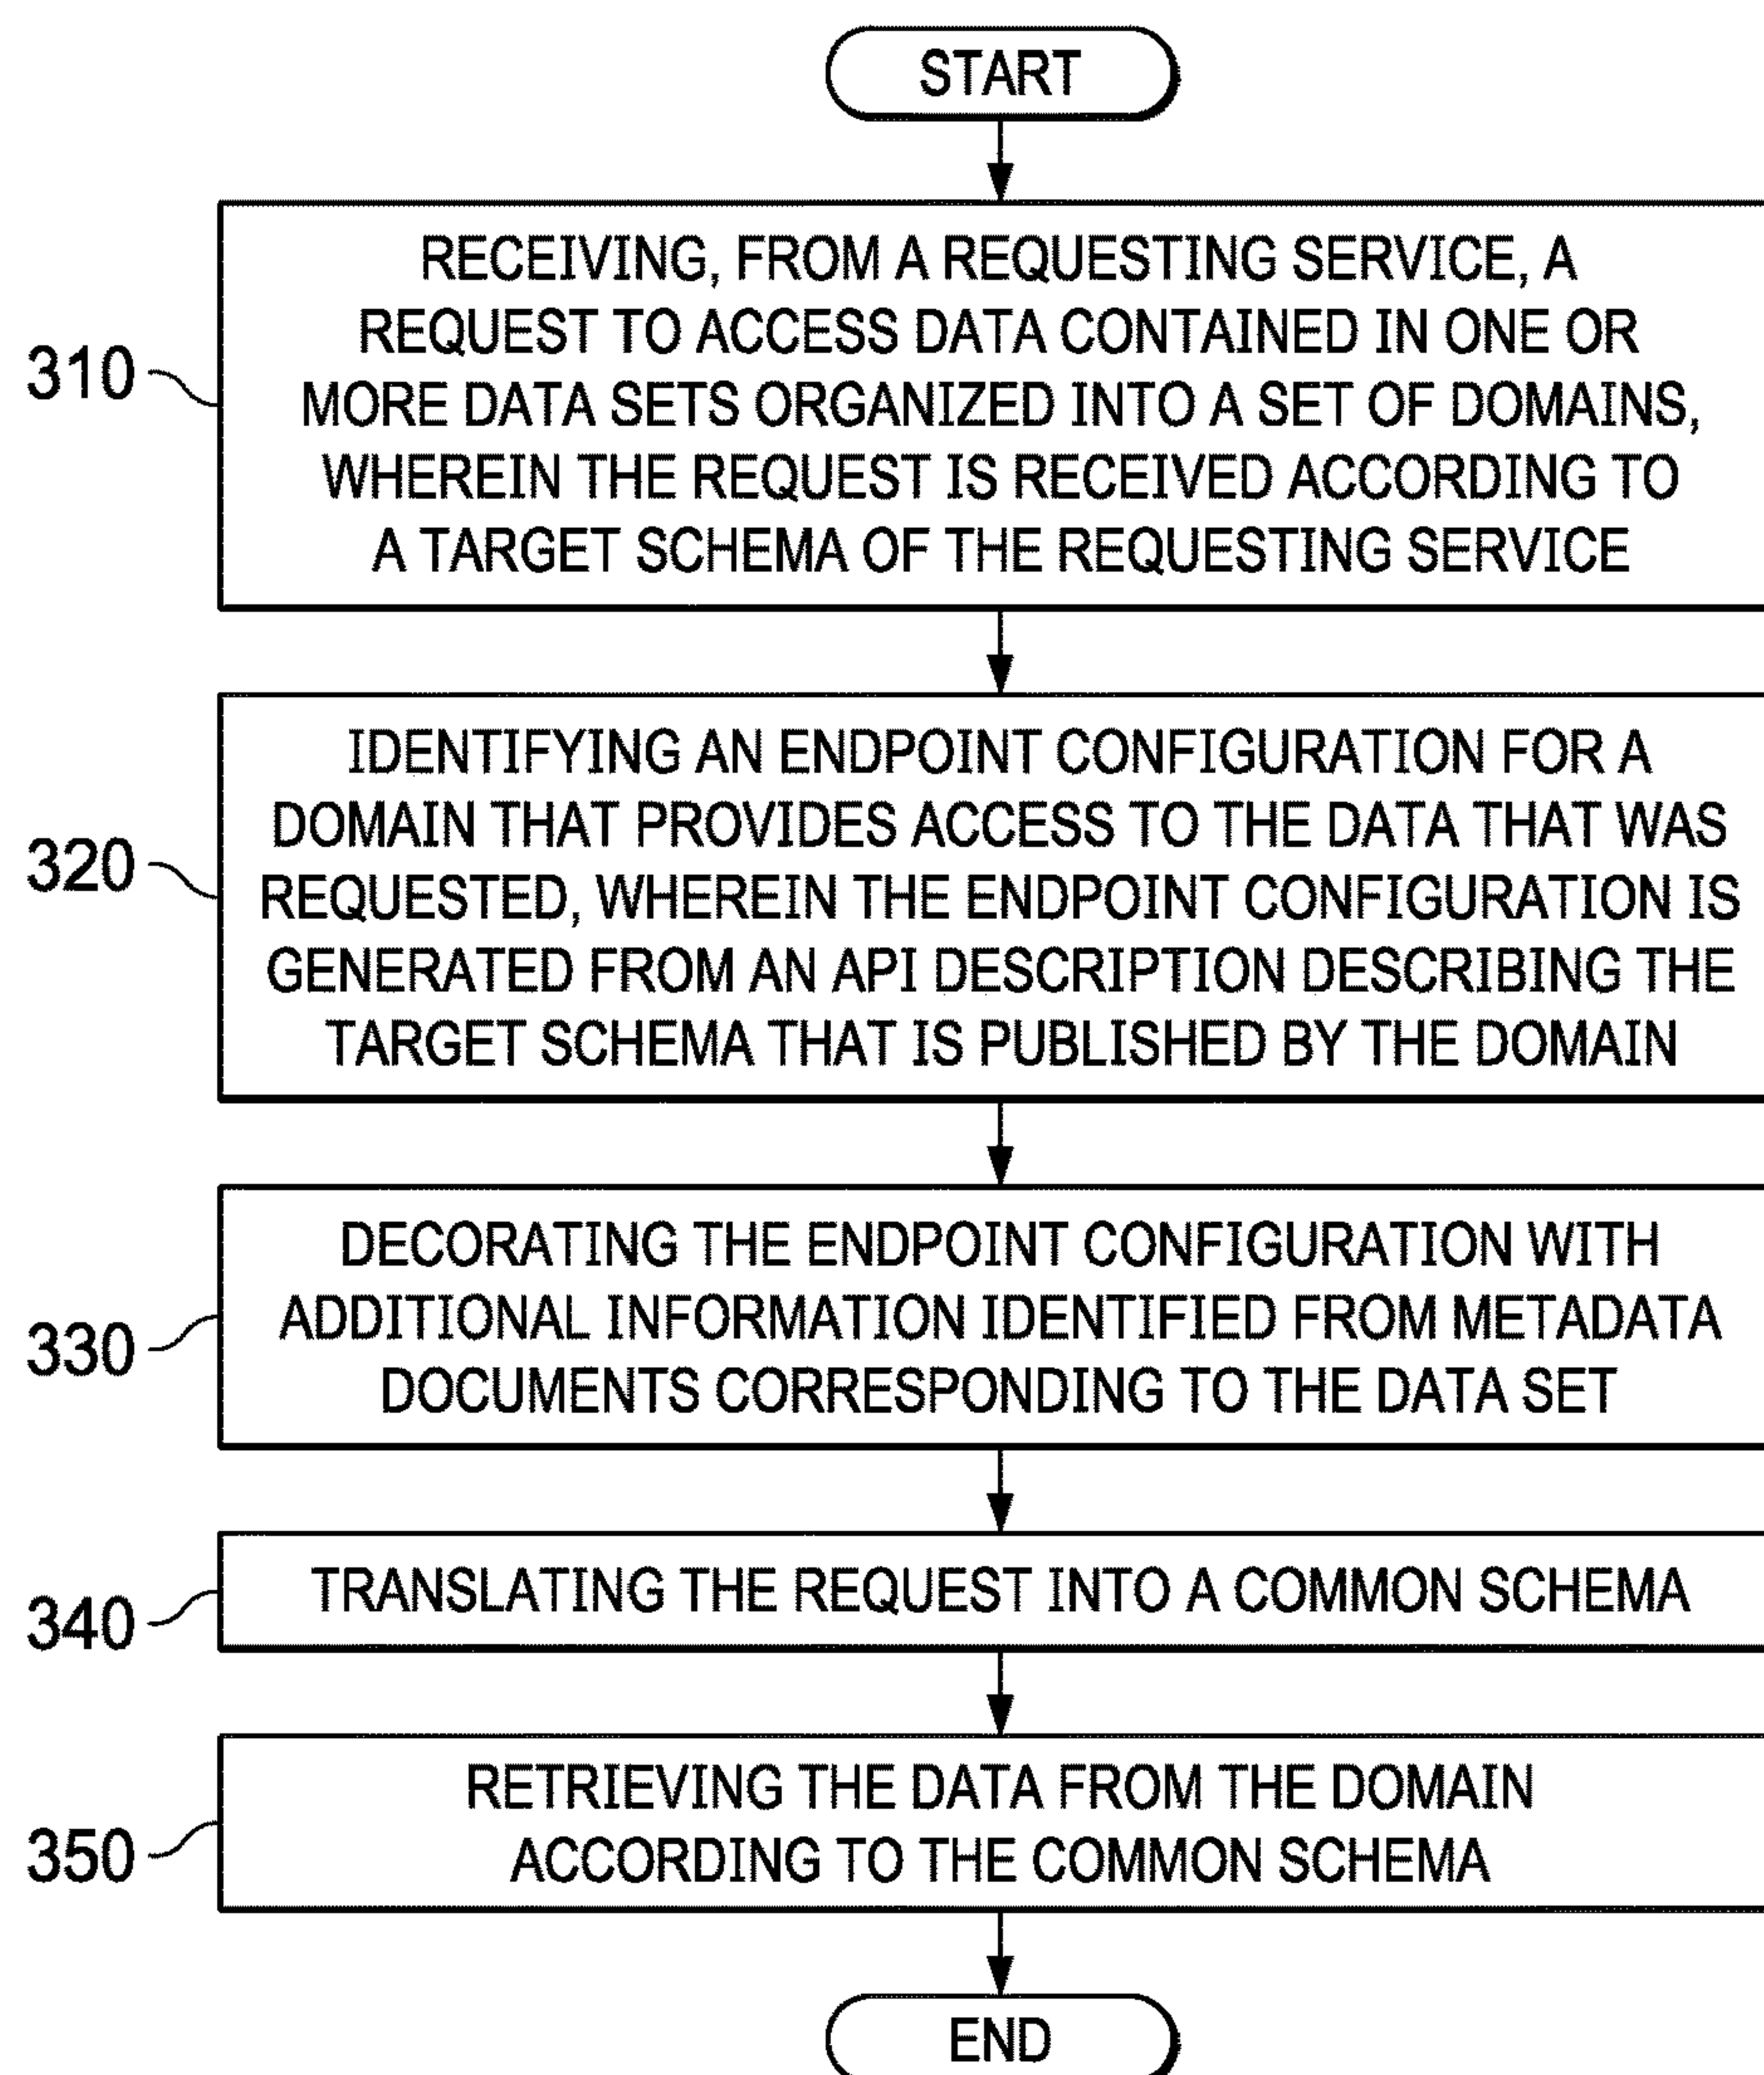 START
310
RECEIVING, FROM A REQUESTING SERVICE, A
REQUEST TO ACCESS DATA CONTAINED IN ONE OR
MORE DATA SETS ORGANIZED INTO A SET OF DOMAINS,
WHEREIN THE REQUEST IS RECEIVED ACCORDING TO
A TARGET SCHEMA OF THE REQUESTING SERVICE
320
IDENTIFYING AN ENDPOINT CONFIGURATION FOR A
DOMAIN THAT PROVIDES ACCESS TO THE DATA THAT WAS
REQUESTED, WHEREIN THE ENDPOINT CONFIGURATION IS
GENERATED FROM AN API DESCRIPTION DESCRIBING THE
TARGET SCHEMA THAT IS PUBLISHED BY THE DOMAIN
330
DECORATING THE ENDPOINT CONFIGURATION WITH
ADDITIONAL INFORMATION IDENTIFIED FROM METADATA
DOCUMENTS CORRESPONDING TO THE DATA SET
340
TRANSLATING THE REQUEST INTO A COMMON SCHEMA
350
RETRIEVING THE DATA FROM THE DOMAIN
ACCORDING TO THE COMMON SCHEMA
END